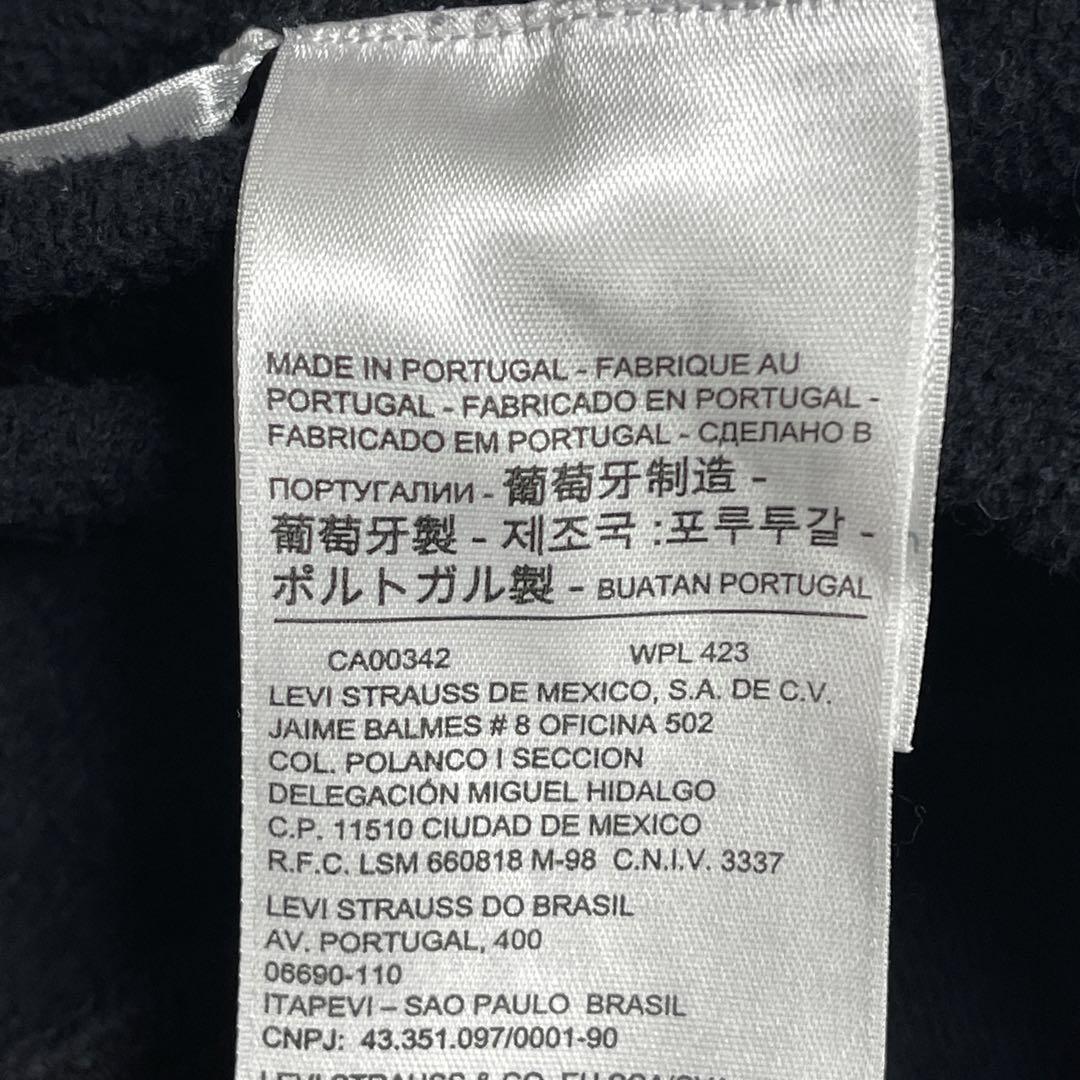 MADE IN PORTUGAL - FABRIQUE AU
PORTUGAL - FABRICADO EN PORTUGAL -
FABRICADO EM PORTUGAL - СДЕЛАНО В
ПОРТУГАЛИИ - 葡萄牙制造 -
葡萄牙製 - 제조국 :포루투갈 -
ポルトガル製 - BUATAN PORTUGAL
CA00342 WPL 423
LEVI STRAUSS DE MEXICO, S.A. DE C.V.
JAIME BALMES # 8 OFICINA 502
COL. POLANCO I SECCION
DELEGACIÓN MIGUEL HIDALGO
C.P. 11510 CIUDAD DE MEXICO
R.F.C. LSM 660818 M-98 C.N.I.V. 3337
LEVI STRAUSS DO BRASIL
AV. PORTUGAL, 400
06690-110
ITAPEVI – SAO PAULO BRASIL
CNPJ: 43.351.097/0001-90
LEVI STRAUSS & CO. EU